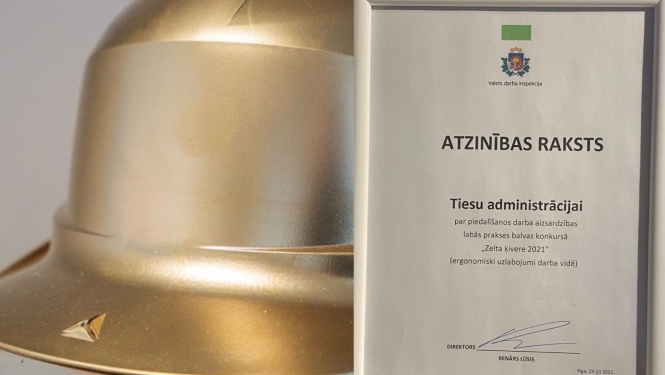 Valsts darba inspekcija
ATZINĪBAS RAKSTS
Tiesu administrācijai
par piedalīšanos darba aizsardzības
labās prakses balvas konkursā
„Zelta ķivere 2021"
(ergonomiski uzlabojumi darba vidē)
DIREKTORS
RENĀRS LŪSIS
Rīga, 29.10.2021.